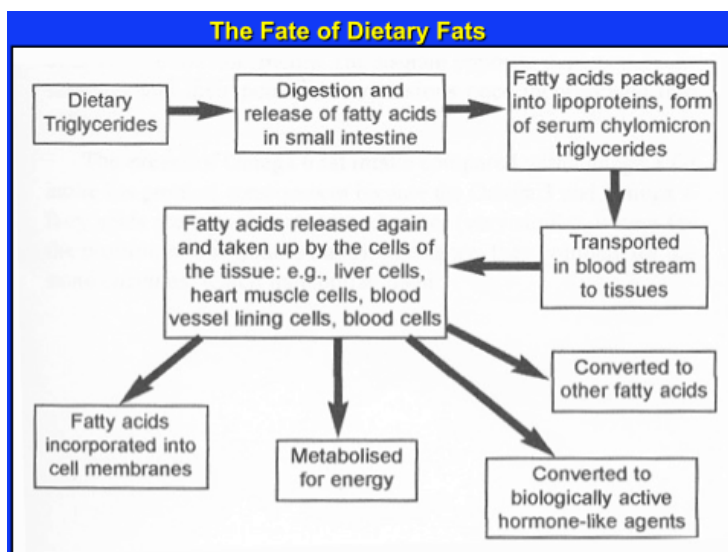 The Fate of Dietary Fats
Dietary
Triglycerides
Digestion and
release of fatty acids
in small intestine
Fatty acids packaged
into lipoproteins, form
of serum chylomicron
triglycerides
Transported
in blood stream
to tissues
Fatty acids released again
and taken up by the cells of
the tissue: e.g., liver cells,
heart muscle cells, blood
vessel lining cells, blood cells
Converted to
other fatty acids
Fatty acids
incorporated into
cell membranes
Metabolised
for energy
Converted to
biologically active
hormone-like agents